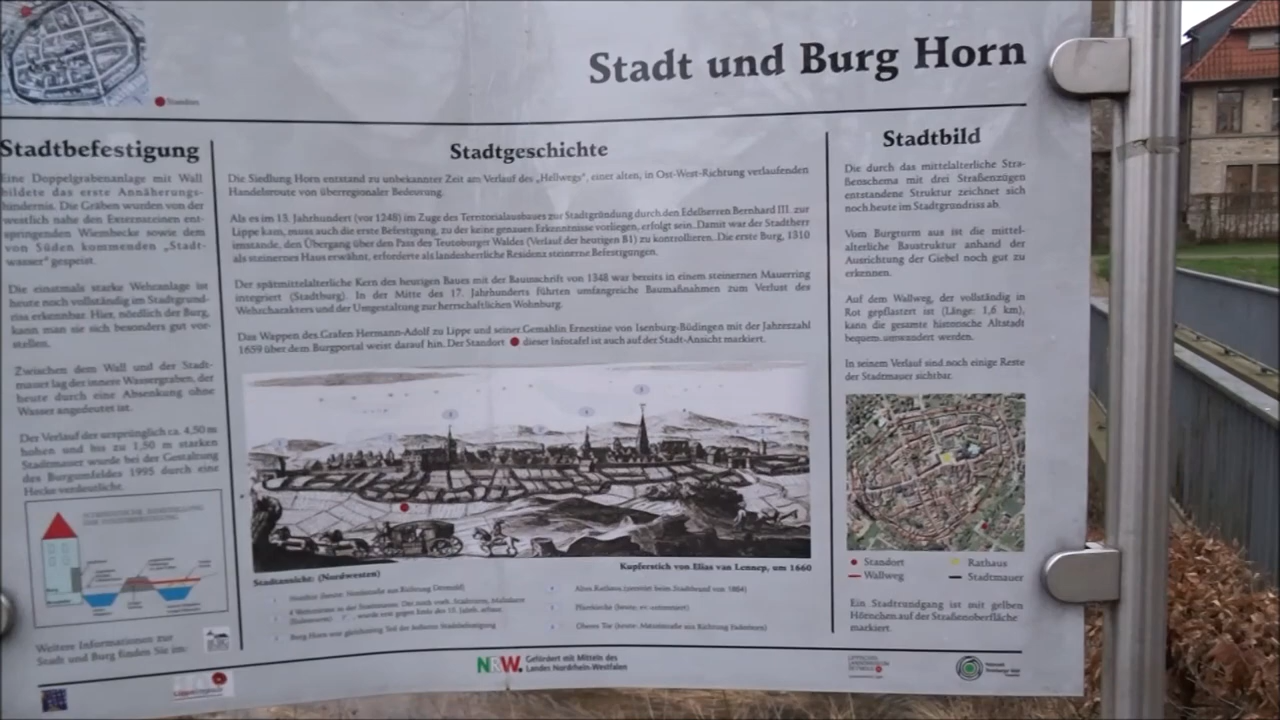 Stadt und Burg Horn
Standort
Stadtbefestigung
Eine Doppelgrabenanlage mit Wall
bildete das erste Annäherungs-
hindernis. Die Gräben wurden von der
westlich nahe den Externsteinen ent-
springenden Wiembecke sowie dem
von Süden kommenden „Stadt-
wasser" gespeist.
Die einstmals starke Wehranlage ist
heute noch vollständig im Stadtgrund-
riss erkennbar. Hier, nördlich der Burg,
kann man sie sich besonders gut vor-
stellen.
Zwischen dem Wall und der Stadt-
mauer lag der innere Wassergraben, der
heute durch eine Absenkung ohne
Wasser angedeutet ist.
Der Verlauf der ursprünglich ca. 4,50 m
hohen und bis zu 1,50 m starken
Stadtmauer wurde bei der Gestaltung
des Burgumfeldes 1995 durch eine
Hecke verdeutlicht.
Weitere Informationen zur
Stadt und Burg finden Sie im:
Stadtgeschichte
Die Siedlung Horn entstand zu unbekannter Zeit am Verlauf des „Hellwegs", einer alten, in Ost-West-Richtung verlaufenden
Handelsroute von überregionaler Bedeutung.
Als es im 13. Jahrhundert (vor 1248) im Zuge des Territorialausbaues zur Stadtgründung durch den Edelherren Bernhard III. zur
Lippe kam, muss auch die erste Befestigung, zu der keine genauen Erkenntnisse vorliegen, erfolgt sein. Damit war der Stadtherr
imstande, den Übergang über den Pass des Teutoburger Waldes (Verlauf der heutigen B1) zu kontrollieren. Die erste Burg, 1310
als steinernes Haus erwähnt, erforderte als landesherrliche Residenz steinerne Befestigungen.
Der spätmittelalterliche Kern des heutigen Baues mit der Bauinschrift von 1348 war bereits in einem steinernen Mauerring
integriert (Stadtburg). In der Mitte des 17. Jahrhunderts führten umfangreiche Baumaßnahmen zum Verlust des
Wehrcharakters und der Umgestaltung zur herrschaftlichen Wohnburg.
Das Wappen des Grafen Hermann-Adolf zu Lippe und seiner Gemahlin Ernestine von Isenburg-Büdingen mit der Jahreszahl
1659 über dem Burgportal weist darauf hin. Der Standort dieser Infotafel ist auch auf der Stadt-Ansicht markiert.
Stadtansicht: (Nordwesten)
Kupferstich von Elias van Lennep, um 1660
Burg Horn
NRW. Gefördert mit Mitteln des
Landes Nordrhein-Westfalen
Stadtbild
Die durch das mittelalterliche Stra-
ßenschema mit drei Straßenzügen
entstandene Struktur zeichnet sich
noch heute im Stadtgrundriss ab.
Vom Burgturm aus ist die mittel-
alterliche Baustruktur anhand der
Ausrichtung der Giebel noch gut zu
erkennen.
Auf dem Wallweg, der vollständig in
Rot gepflastert ist (Länge: 1,6 km),
kann die gesamte historische Altstadt
bequem umwandert werden.
In seinem Verlauf sind noch einige Reste
der Stadtmauer sichtbar.
Standort
Rathaus
Wallweg
Stadtmauer
Ein Stadtrundgang ist mit gelben
Hörnchen auf der Straßenoberfläche
markiert.